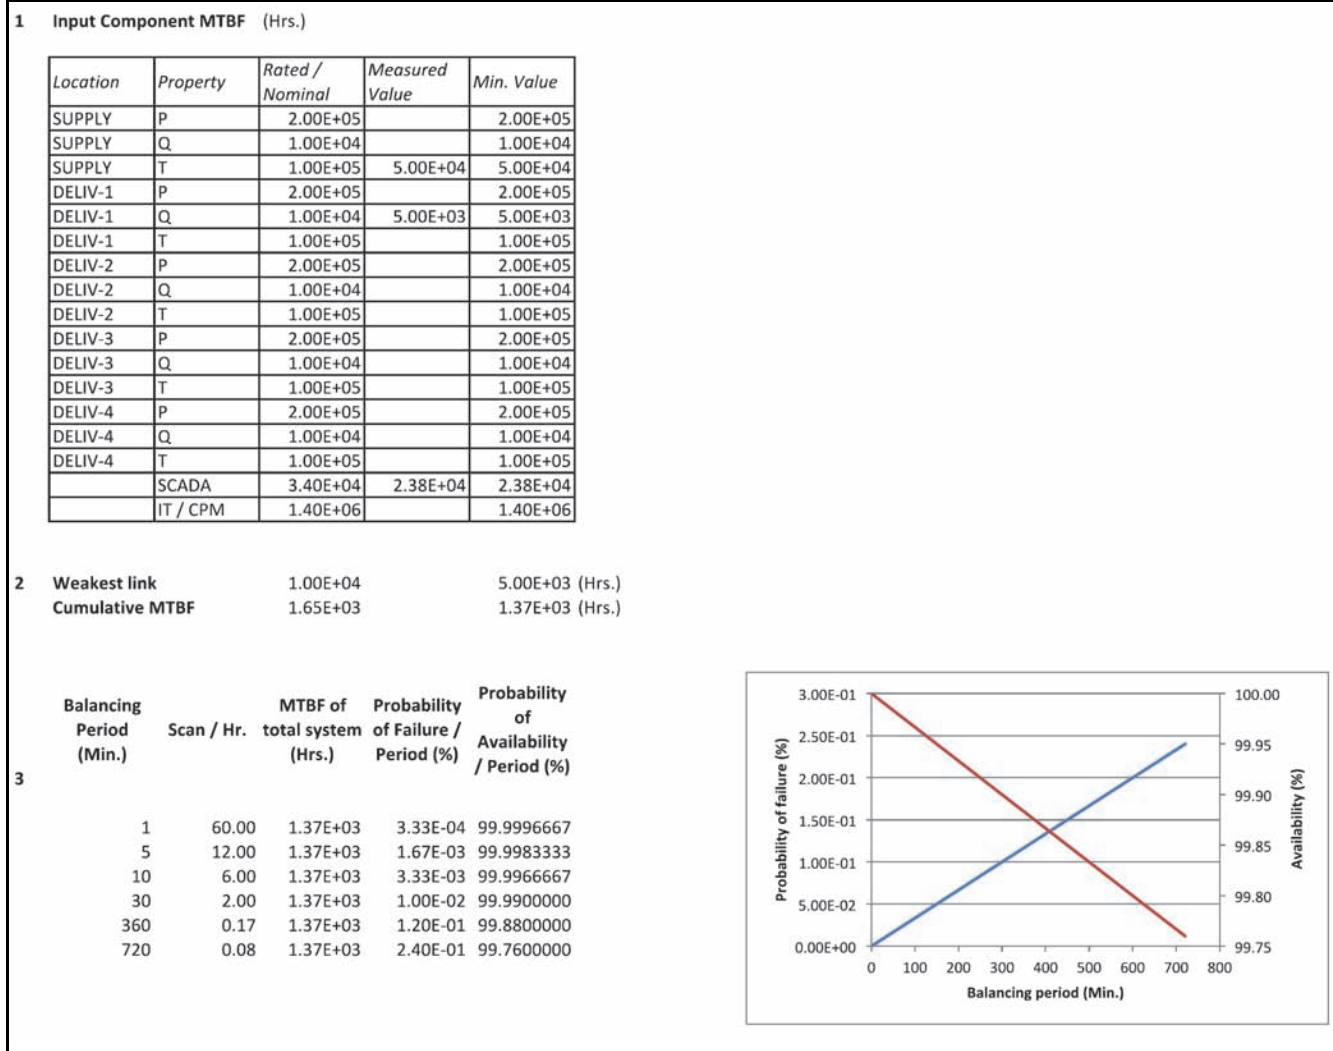 1 Input Component MTBF (Hrs.)
Location Property Rated / Nominal Measured Value Min. Value
SUPPLY P 2.00E+05 2.00E+05
SUPPLY Q 1.00E+04 1.00E+04
SUPPLY T 1.00E+05 5.00E+04 5.00E+04
DELIV-1 P 2.00E+05 2.00E+05
DELIV-1 Q 1.00E+04 5.00E+03 5.00E+03
DELIV-1 T 1.00E+05 1.00E+05
DELIV-2 P 2.00E+05 2.00E+05
DELIV-2 Q 1.00E+04 1.00E+04
DELIV-2 T 1.00E+05 1.00E+05
DELIV-3 P 2.00E+05 2.00E+05
DELIV-3 Q 1.00E+04 1.00E+04
DELIV-3 T 1.00E+05 1.00E+05
DELIV-4 P 2.00E+05 2.00E+05
DELIV-4 Q 1.00E+04 1.00E+04
DELIV-4 T 1.00E+05 1.00E+05
SCADA 3.40E+04 2.38E+04 2.38E+04
IT / CPM 1.40E+06 1.40E+06
2 Weakest link 1.00E+04 5.00E+03 (Hrs.)
Cumulative MTBF 1.65E+03 1.37E+03 (Hrs.)
3
Balancing Period (Min.) Scan / Hr. MTBF of total system (Hrs.) Probability of Failure / Period (%) Probability of Availability / Period (%)
1 60.00 1.37E+03 3.33E-04 99.9996667
5 12.00 1.37E+03 1.67E-03 99.9983333
10 6.00 1.37E+03 3.33E-03 99.9966667
30 2.00 1.37E+03 1.00E-02 99.9900000
360 0.17 1.37E+03 1.20E-01 99.8800000
720 0.08 1.37E+03 2.40E-01 99.7600000
Probability of failure (%)
3.00E-01
2.50E-01
2.00E-01
1.50E-01
1.00E-01
5.00E-02
0.00E+00
100.00
99.95
99.90
99.85
99.80
99.75
Availability (%)
0 100 200 300 400 500 600 700 800
Balancing period (Min.)